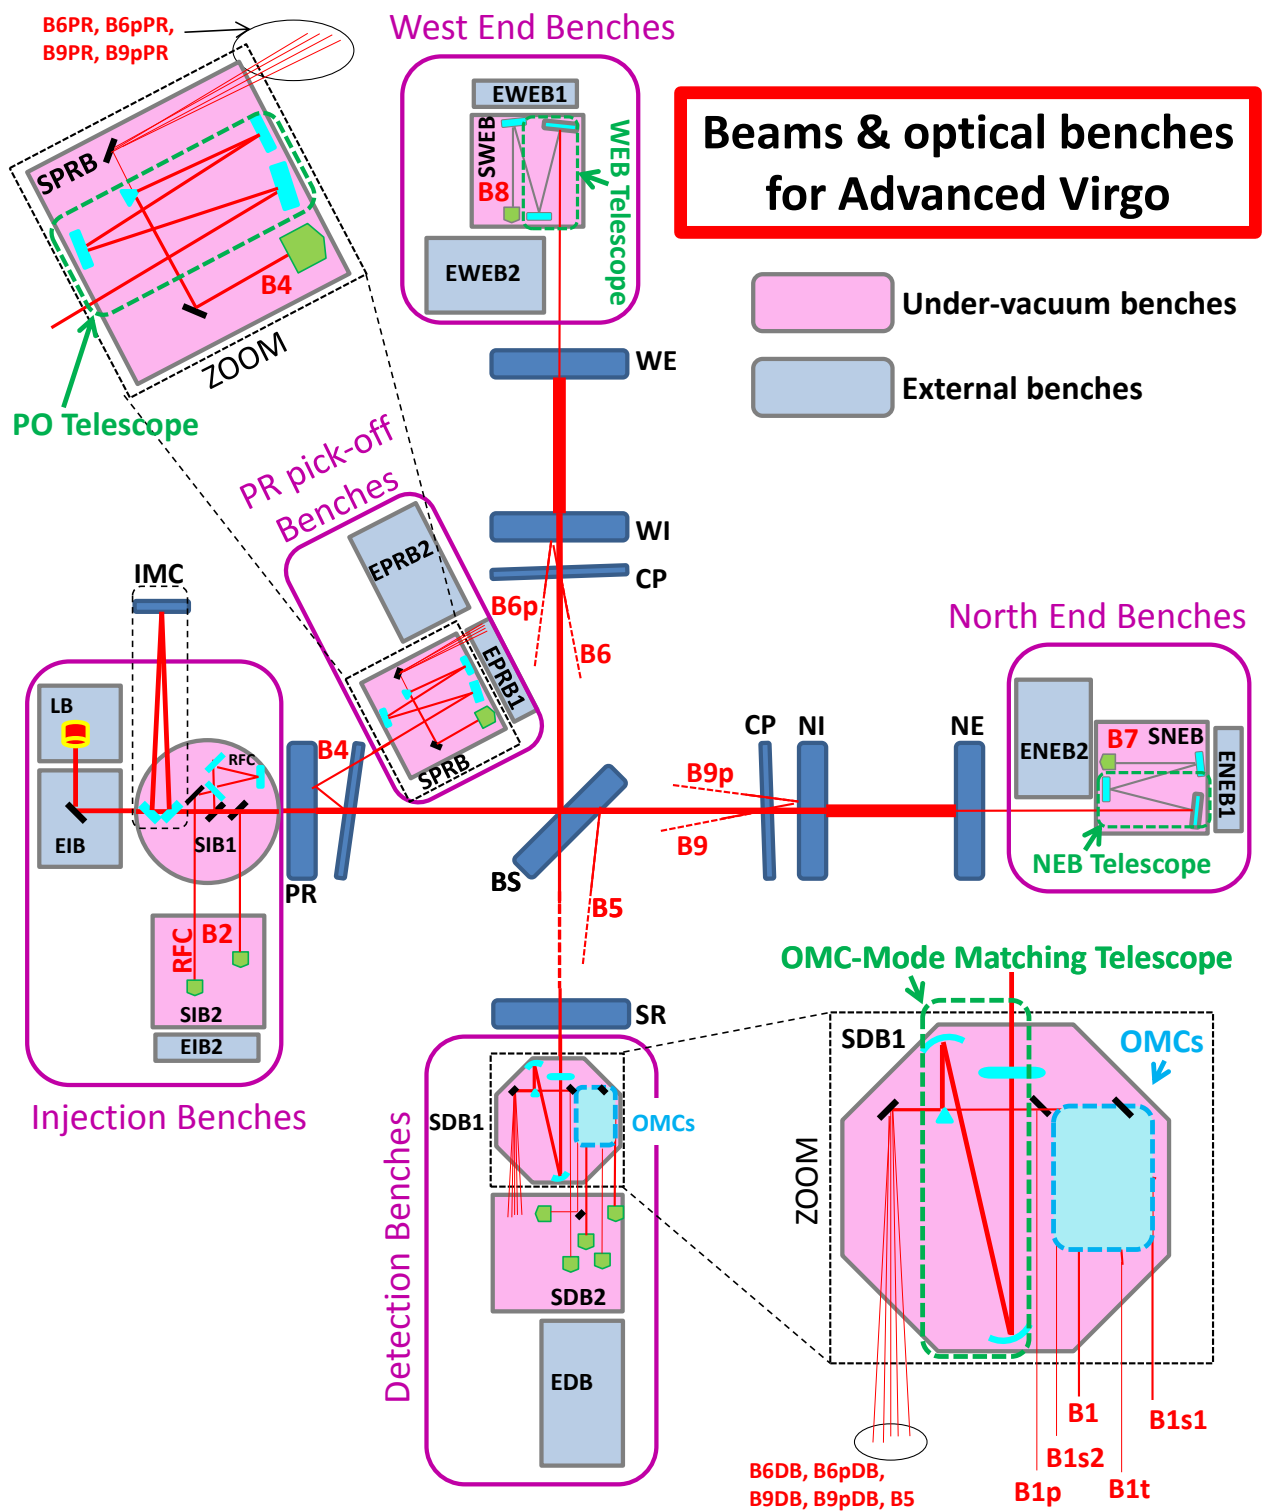 B6PR, B6pPR,
B9PR, B9pPR
West End Benches
Beams & optical benches
for Advanced Virgo
EWEB1
SWEB
B8
WEB Telescope
EWEB2
SPRB
B4
ZOOM
PO Telescope
Under-vacuum benches
External benches
WE
PR pick-off
Benches
EPRB2
EPRB1
SPRB
WI
CP
B6p
B6
IMC
North End Benches
LB
EIB
RFC
SIB1
B4
PR
BS
B5
CP
NI
NE
B9p
B9
ENEB2
B7
SNEB
ENEB1
NEB Telescope
RFC
B2
SIB2
EIB2
Injection Benches
SR
SDB1
OMCs
SDB2
EDB
Detection Benches
OMC-Mode Matching Telescope
SDB1
OMCs
ZOOM
B1
B1s1
B1s2
B1p
B1t
B6DB, B6pDB,
B9DB, B9pDB, B5